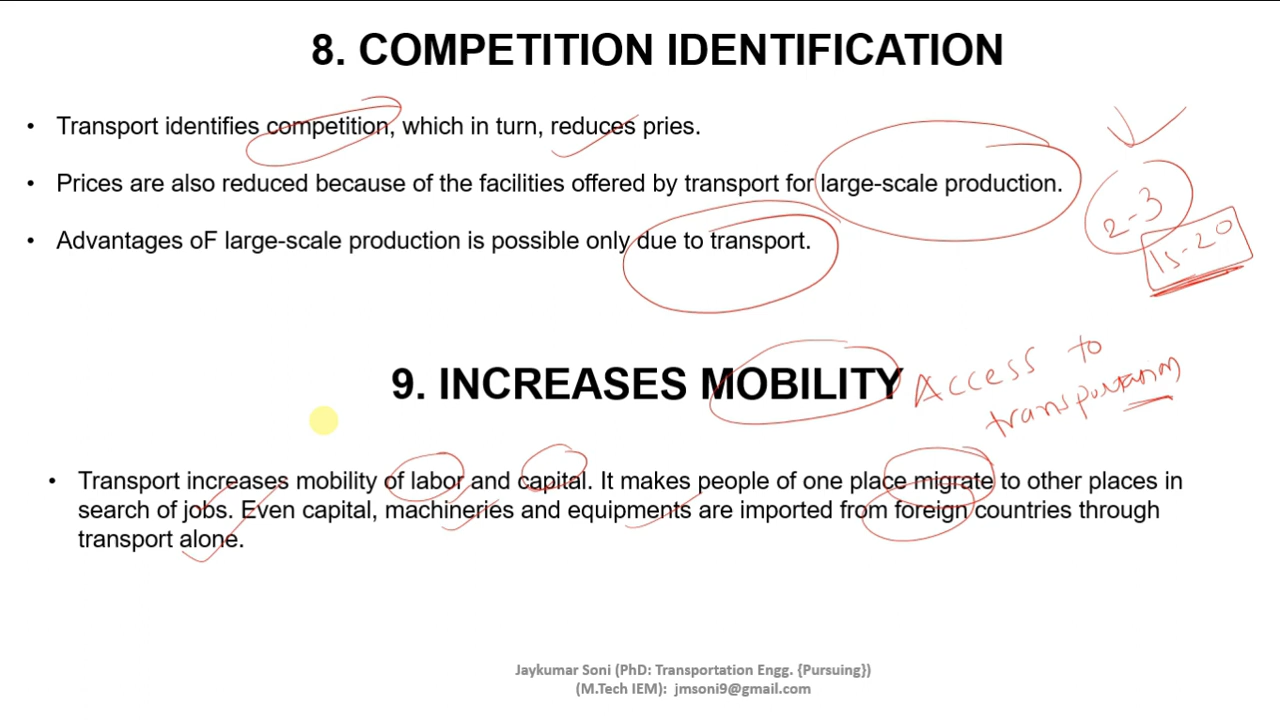 8. COMPETITION IDENTIFICATION
• Transport identifies competition, which in turn, reduces pries.
• Prices are also reduced because of the facilities offered by transport for large-scale production.
2-3
• Advantages oF large-scale production is possible only due to transport.
15-20
9. INCREASES MOBILITY
Access to
transportation
• Transport increases mobility of labor and capital. It makes people of one place migrate to other places in
search of jobs. Even capital, machineries and equipments are imported from foreign countries through
transport alone.
Jaykumar Soni (PhD: Transportation Engg. {Pursuing})
(M.Tech IEM): jmsoni9@gmail.com